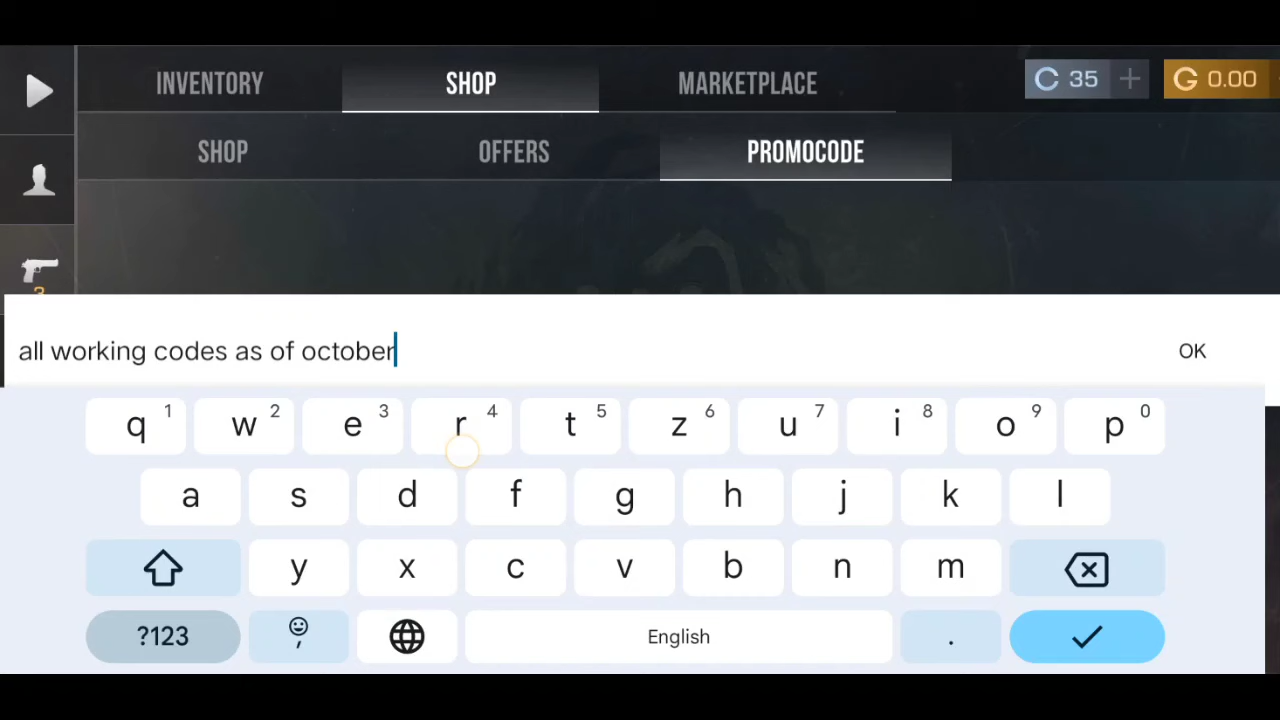 INVENTORY SHOP MARKETPLACE C 35 + G 0.00
SHOP OFFERS PROMOCODE
3
all working codes as of october OK
q 1 w 2 e 3 r 4 t 5 z 6 u 7 i 8 o 9 p 0
a s d f g h j k l
y x c v b n m
?123 , English .